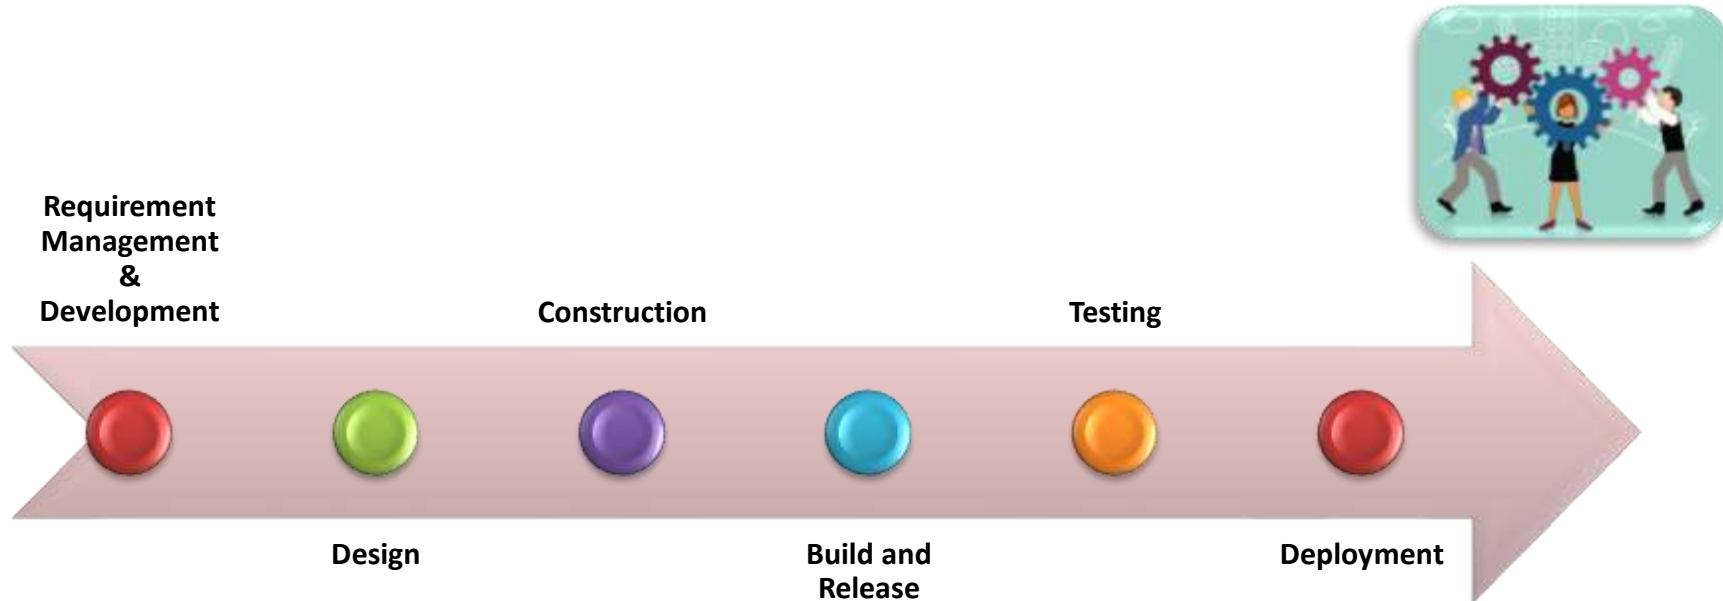 Requirement
Management
&
Development
Construction
Testing
Design
Build and
Release
Deployment